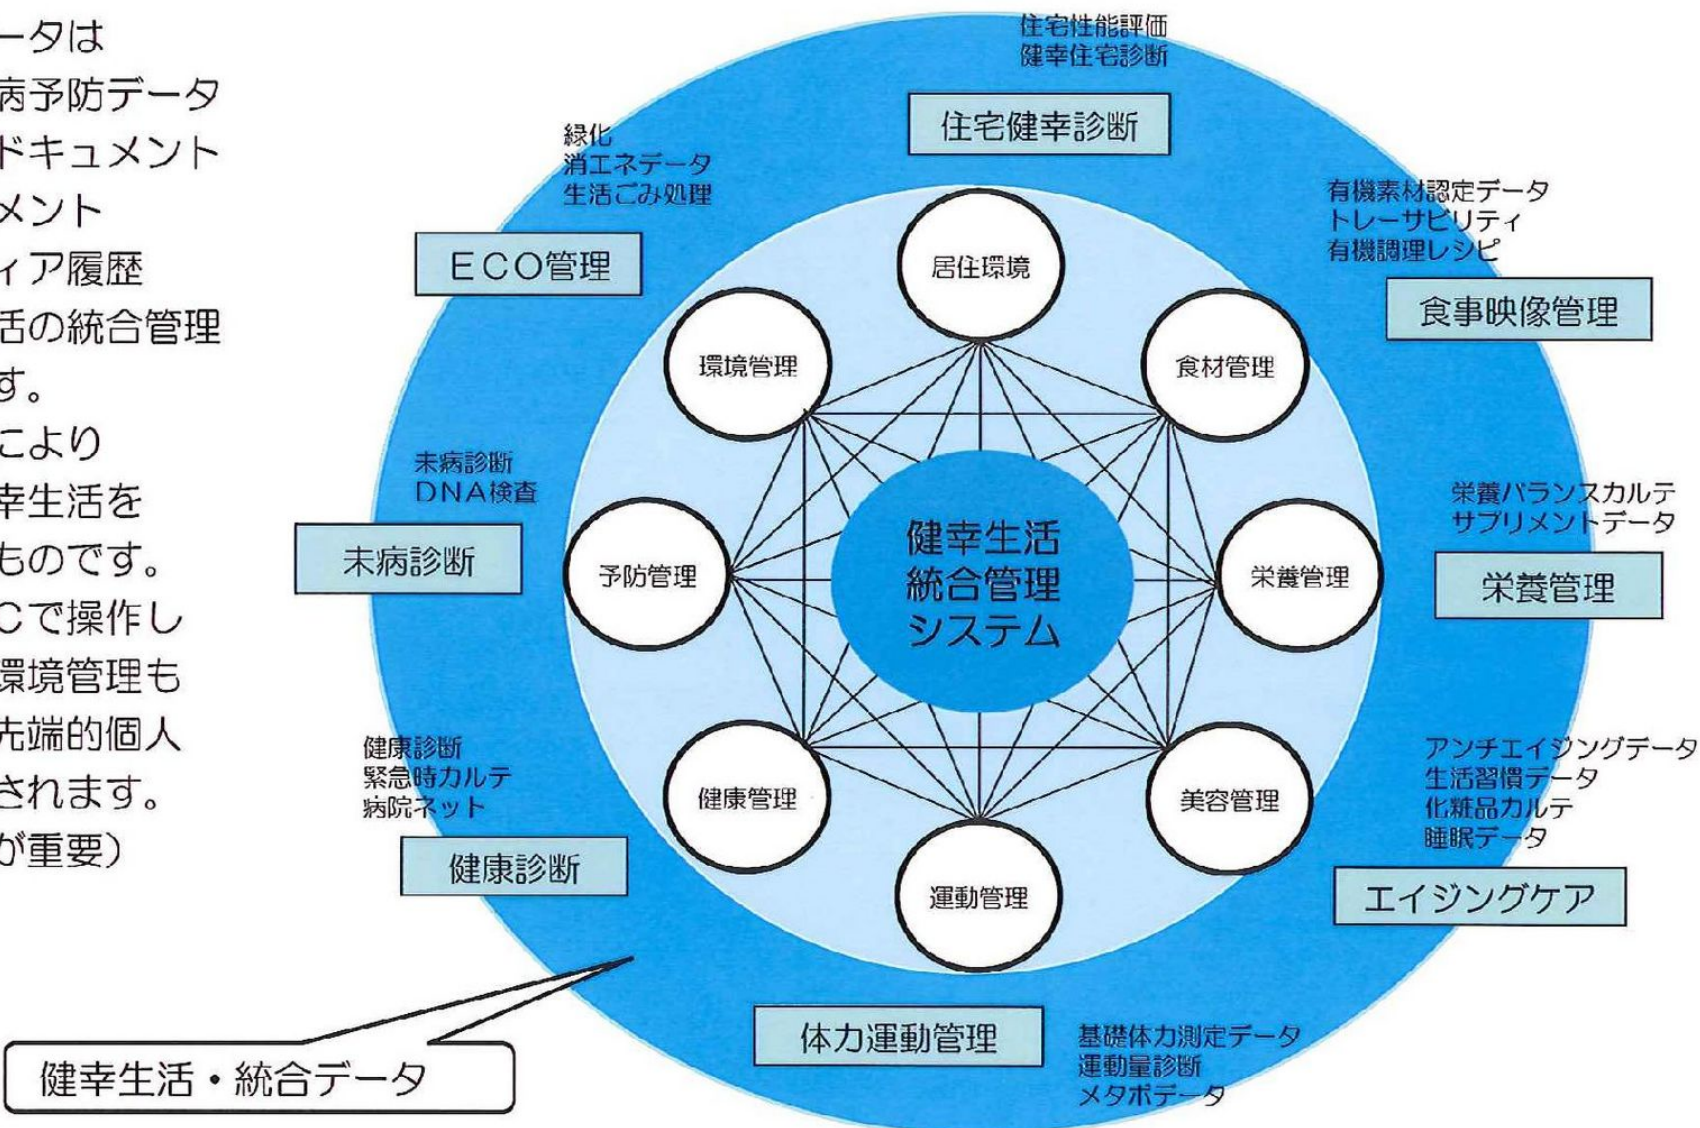 ータは
病予防データ
ドキュメント
メント
ィア履歴
活の統合管理
す。
により
幸生活を
ものです。
Cで操作し
環境管理も
先端的個人
されます。
が重要）
住宅性能評価
健幸住宅診断
住宅健幸診断
緑化
消エネデータ
生活ごみ処理
ECO管理
有機素材認定データ
トレーサビリティ
有機調理レシピ
食事映像管理
居住環境
環境管理
食材管理
未病診断
DNA検査
未病診断
予防管理
健幸生活
統合管理
システム
栄養管理
栄養バランスカルテ
サプリメントデータ
栄養管理
健康診断
緊急時カルテ
病院ネット
健康診断
健康管理
運動管理
美容管理
アンチエイジングデータ
生活習慣データ
化粧品カルテ
睡眠データ
エイジングケア
体力運動管理
基礎体力測定データ
運動量診断
メタボデータ
健幸生活・統合データ